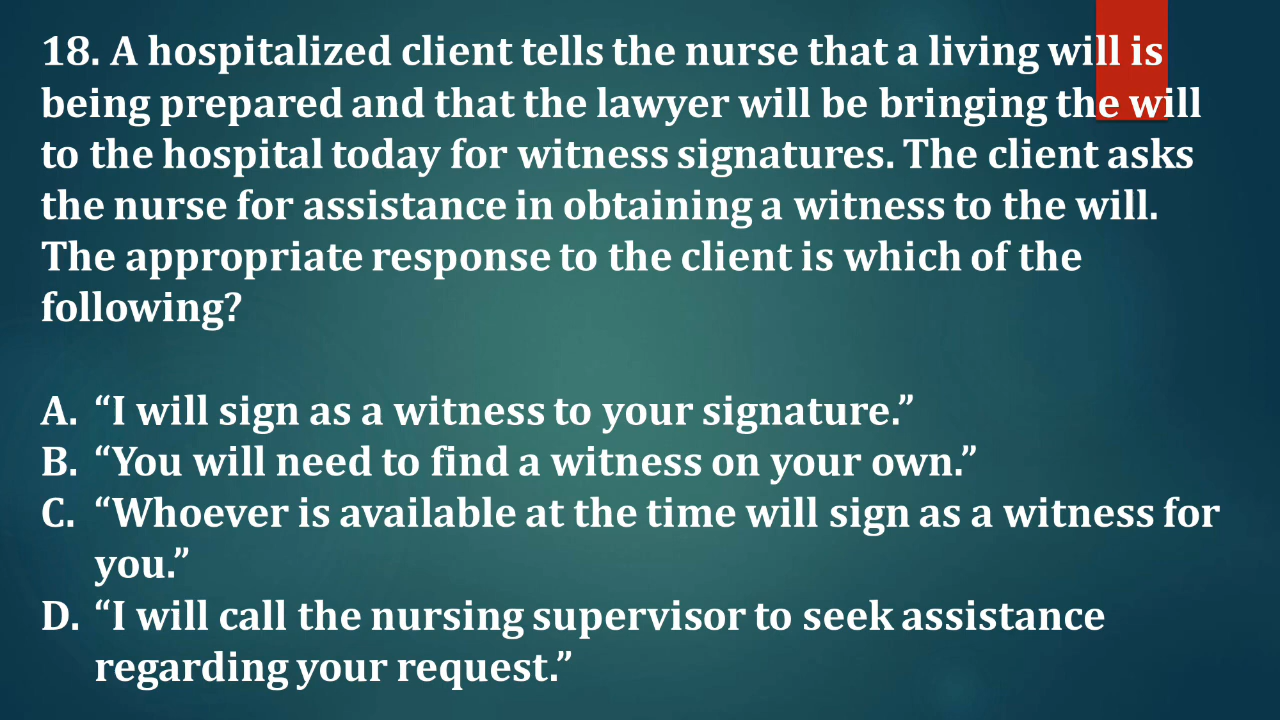 18. A hospitalized client tells the nurse that a living will is
being prepared and that the lawyer will be bringing the will
to the hospital today for witness signatures. The client asks
the nurse for assistance in obtaining a witness to the will.
The appropriate response to the client is which of the
following?
A. “I will sign as a witness to your signature.”
B. “You will need to find a witness on your own.”
C. “Whoever is available at the time will sign as a witness for
you.”
D. “I will call the nursing supervisor to seek assistance
regarding your request.”